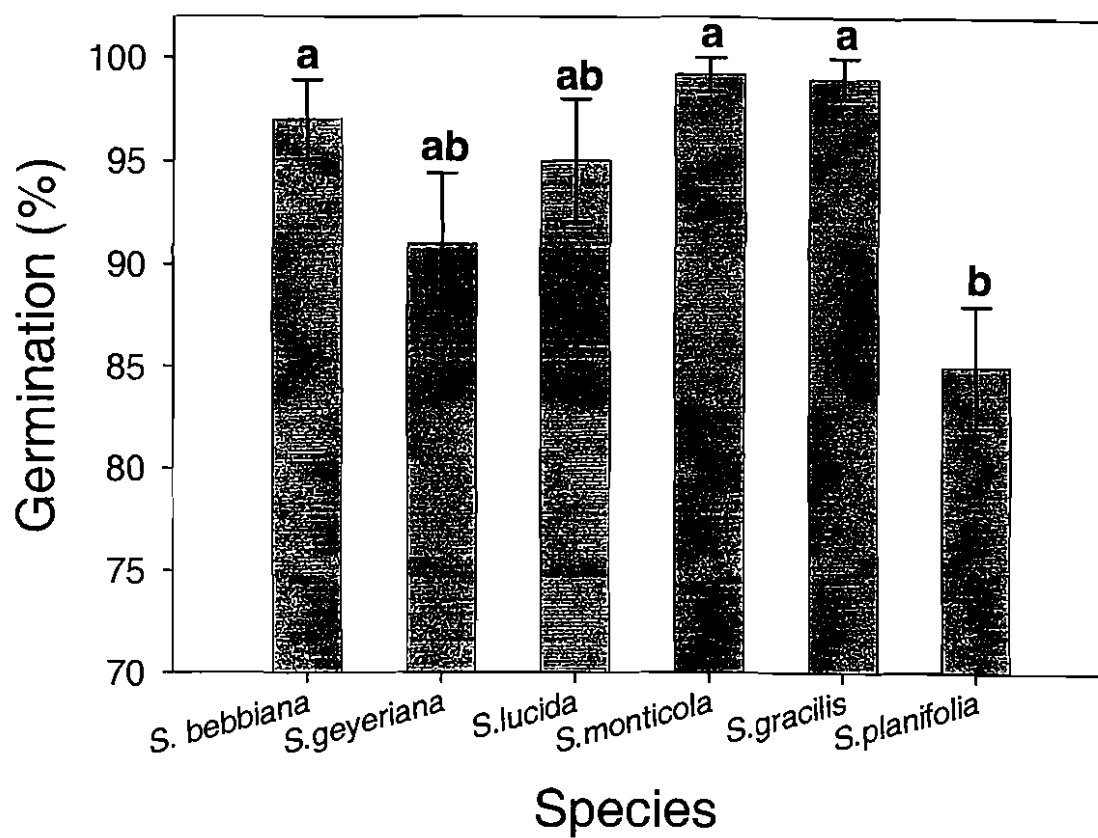 Germination (%)
100
95
90
85
80
75
70
a
ab
ab
a
a
b
S. bebbiana
S.geyeriana
S.lucida
S.monticola
S.gracilis
S.planifolia
Species